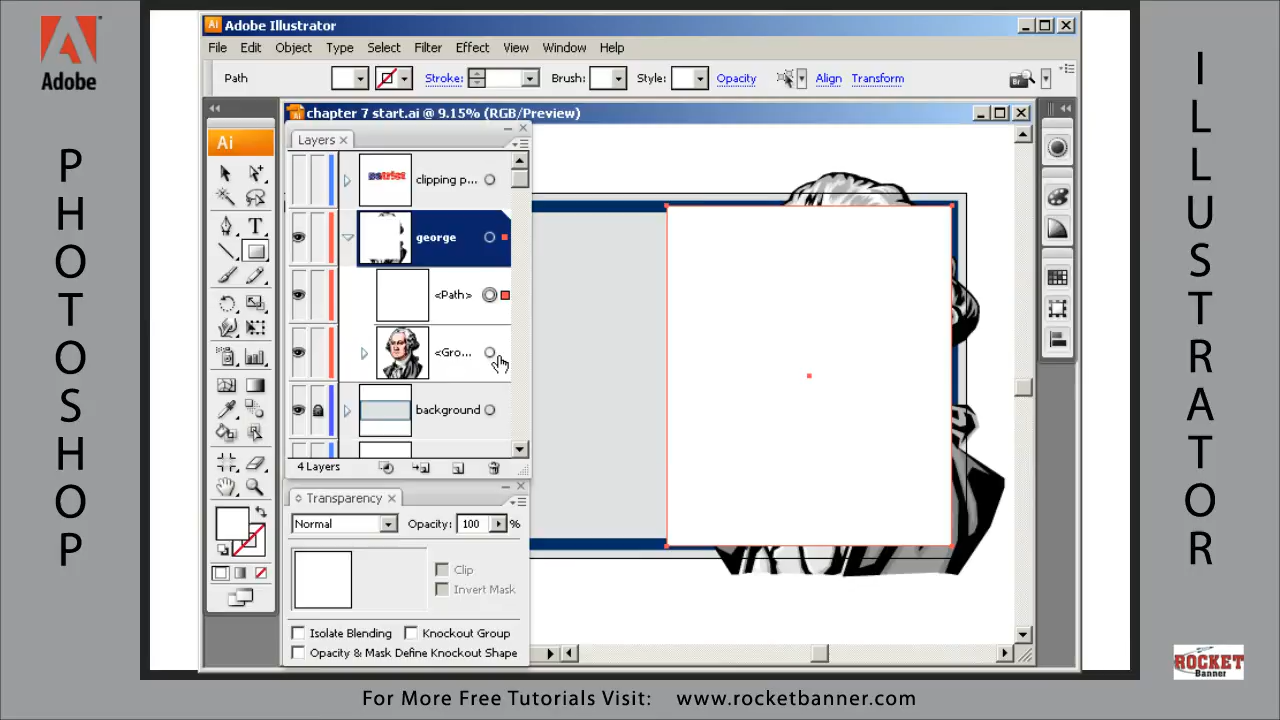 Adobe
PHOTOSHOP
Ai Adobe Illustrator
File Edit Object Type Select Filter Effect View Window Help
Path Stroke: Brush: Style: Opacity Align Transform
chapter 7 start.ai @ 9.15% (RGB/Preview)
Ai
Layers
clipping p...
george
<Path>
<Gro...
background
4 Layers
Transparency
Normal Opacity: 100 %
Clip
Invert Mask
Isolate Blending Knockout Group
Opacity & Mask Define Knockout Shape
ILLUSTRATOR
ROCKET
Banner
For More Free Tutorials Visit: www.rocketbanner.com